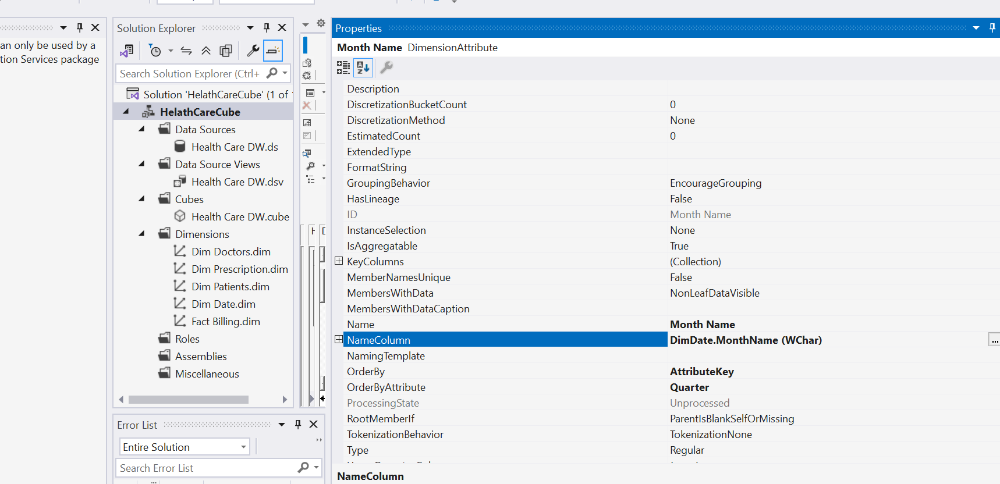 an only be used by a
tion Services package
Solution Explorer
Search Solution Explorer (Ctrl+
Solution 'HelathCareCube' (1 of
HelathCareCube
Data Sources
Health Care DW.ds
Data Source Views
Health Care DW.dsv
Cubes
Health Care DW.cube
Dimensions
Dim Doctors.dim
Dim Prescription.dim
Dim Patients.dim
Dim Date.dim
Fact Billing.dim
Roles
Assemblies
Miscellaneous
Error List
Entire Solution
Search Error List
Properties
Month Name DimensionAttribute
Description
DiscretizationBucketCount 0
DiscretizationMethod None
EstimatedCount 0
ExtendedType
FormatString
GroupingBehavior EncourageGrouping
HasLineage False
ID Month Name
InstanceSelection None
IsAggregatable True
KeyColumns (Collection)
MemberNamesUnique False
MembersWithData NonLeafDataVisible
MembersWithDataCaption
Name Month Name
NameColumn DimDate.MonthName (WChar) ...
NamingTemplate
OrderBy AttributeKey
OrderByAttribute Quarter
ProcessingState Unprocessed
RootMemberIf ParentIsBlankSelfOrMissing
TokenizationBehavior TokenizationNone
Type Regular
NameColumn